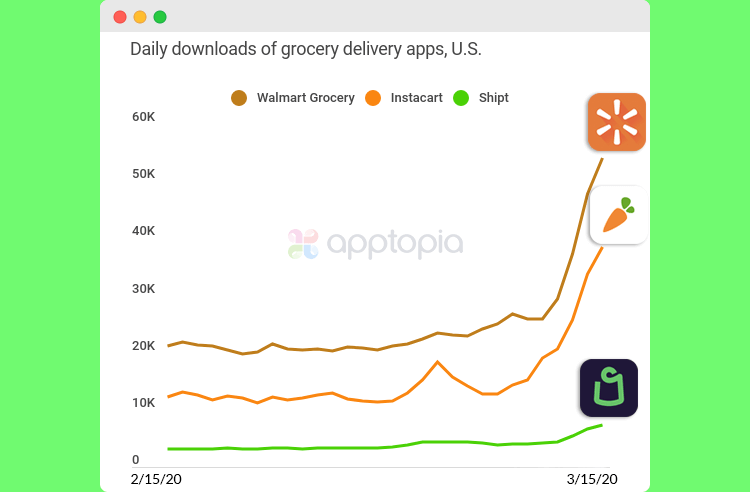 Daily downloads of grocery delivery apps, U.S.
Walmart Grocery Instacart Shipt
60K
50K
40K
apptopia
30K
20K
10K
0
2/15/20 3/15/20